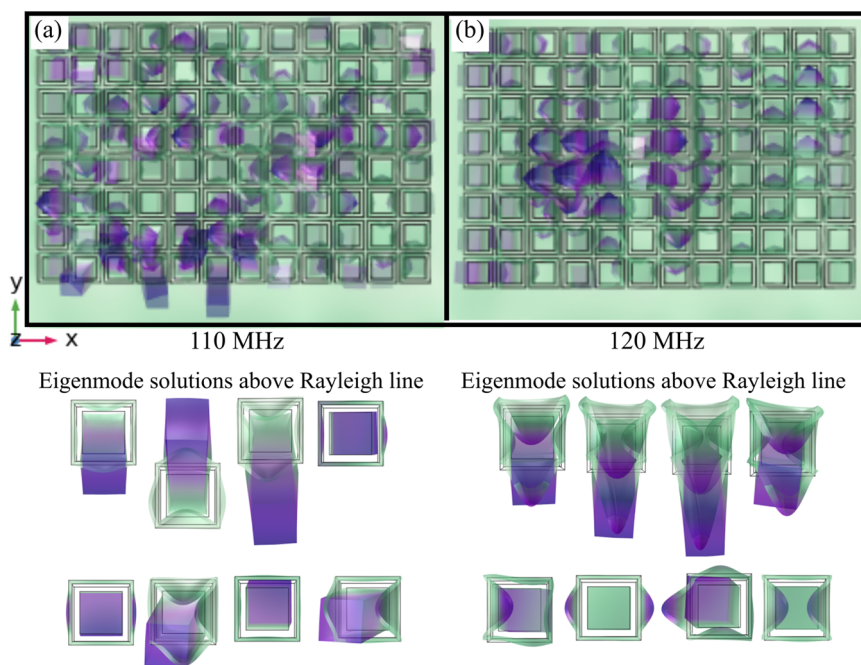 (a)
(b)
y
z
x
110 MHz
120 MHz
Eigenmode solutions above Rayleigh line
Eigenmode solutions above Rayleigh line